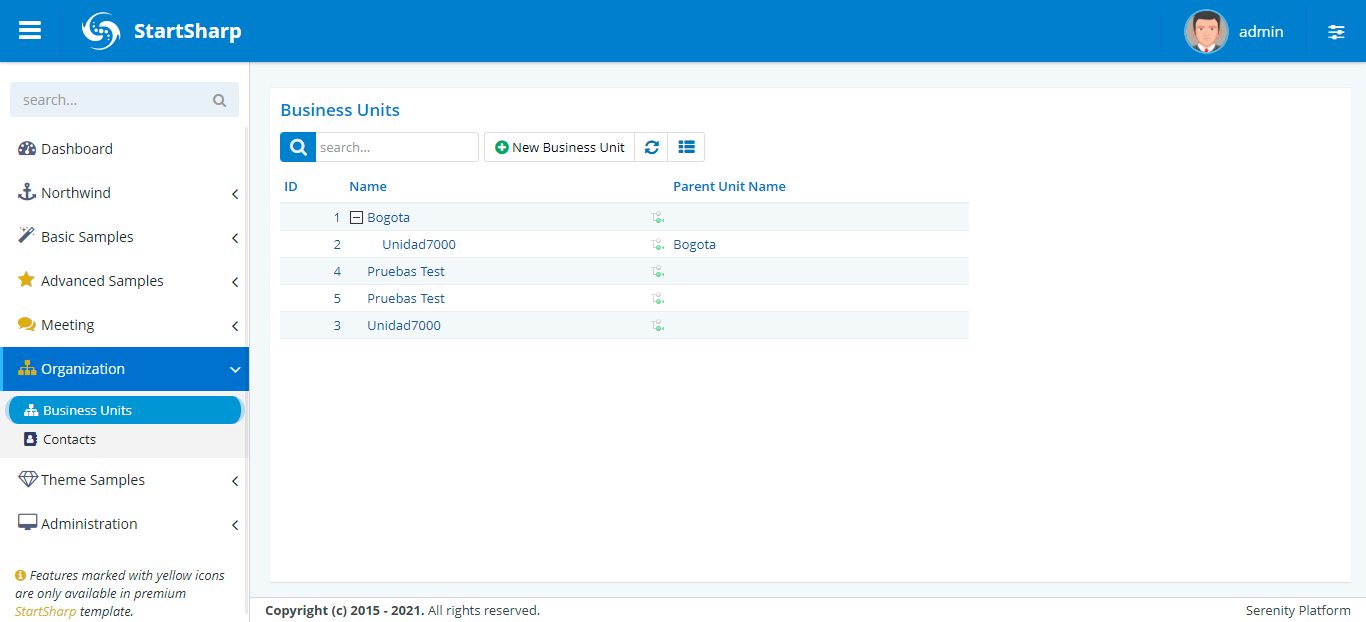 StartSharp
admin
search...
Dashboard
Northwind
Basic Samples
Advanced Samples
Meeting
Organization
Business Units
Contacts
Theme Samples
Administration
Features marked with yellow icons
are only available in premium
StartSharp template.
Business Units
search...
New Business Unit
ID Name Parent Unit Name
1 Bogota
2 Unidad7000 Bogota
4 Pruebas Test
5 Pruebas Test
3 Unidad7000
Copyright (c) 2015 - 2021. All rights reserved.
Serenity Platform